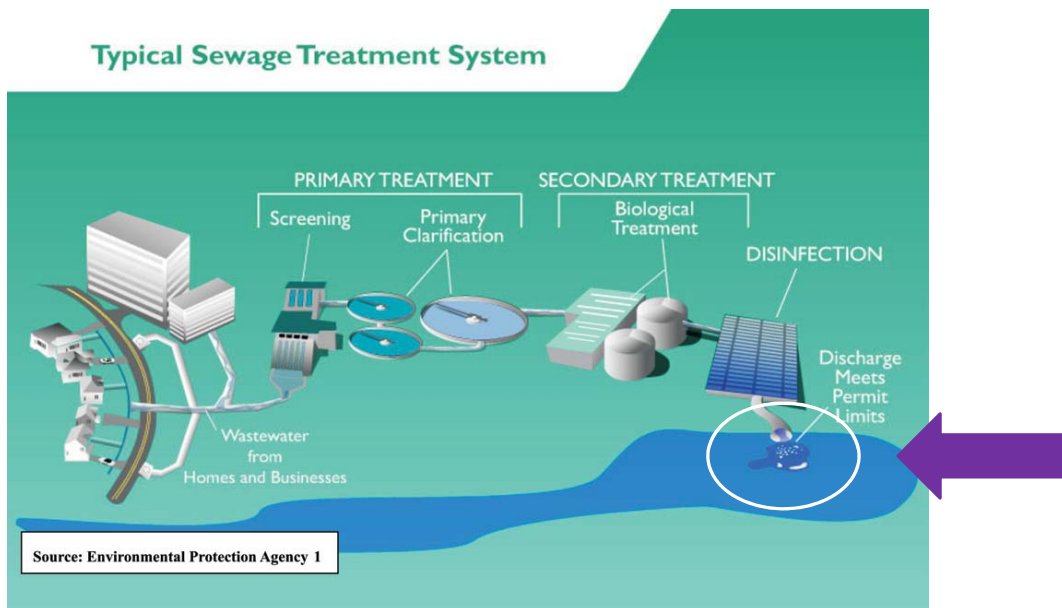 Typical Sewage Treatment System
PRIMARY TREATMENT
SECONDARY TREATMENT
Screening
Primary
Clarification
Biological
Treatment
DISINFECTION
Discharge
Meets
Permit
Limits
Wastewater
from
Homes and Businesses
Source: Environmental Protection Agency 1